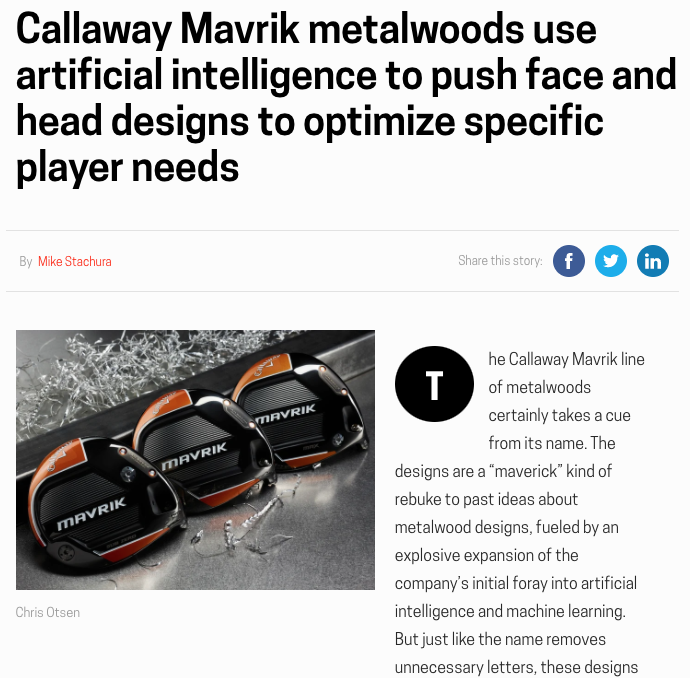 Callaway Mavrik metalwoods use
artificial intelligence to push face and
head designs to optimize specific
player needs
By Mike Stachura
Share this story:
MAVRIK
MAVRIK
MAVRIK
Chris Otsen
The Callaway Mavrik line
of metalwoods
certainly takes a cue
from its name. The
designs are a “maverick” kind of
rebuke to past ideas about
metalwood designs, fueled by an
explosive expansion of the
company’s initial foray into artificial
intelligence and machine learning.
But just like the name removes
unnecessary letters, these designs